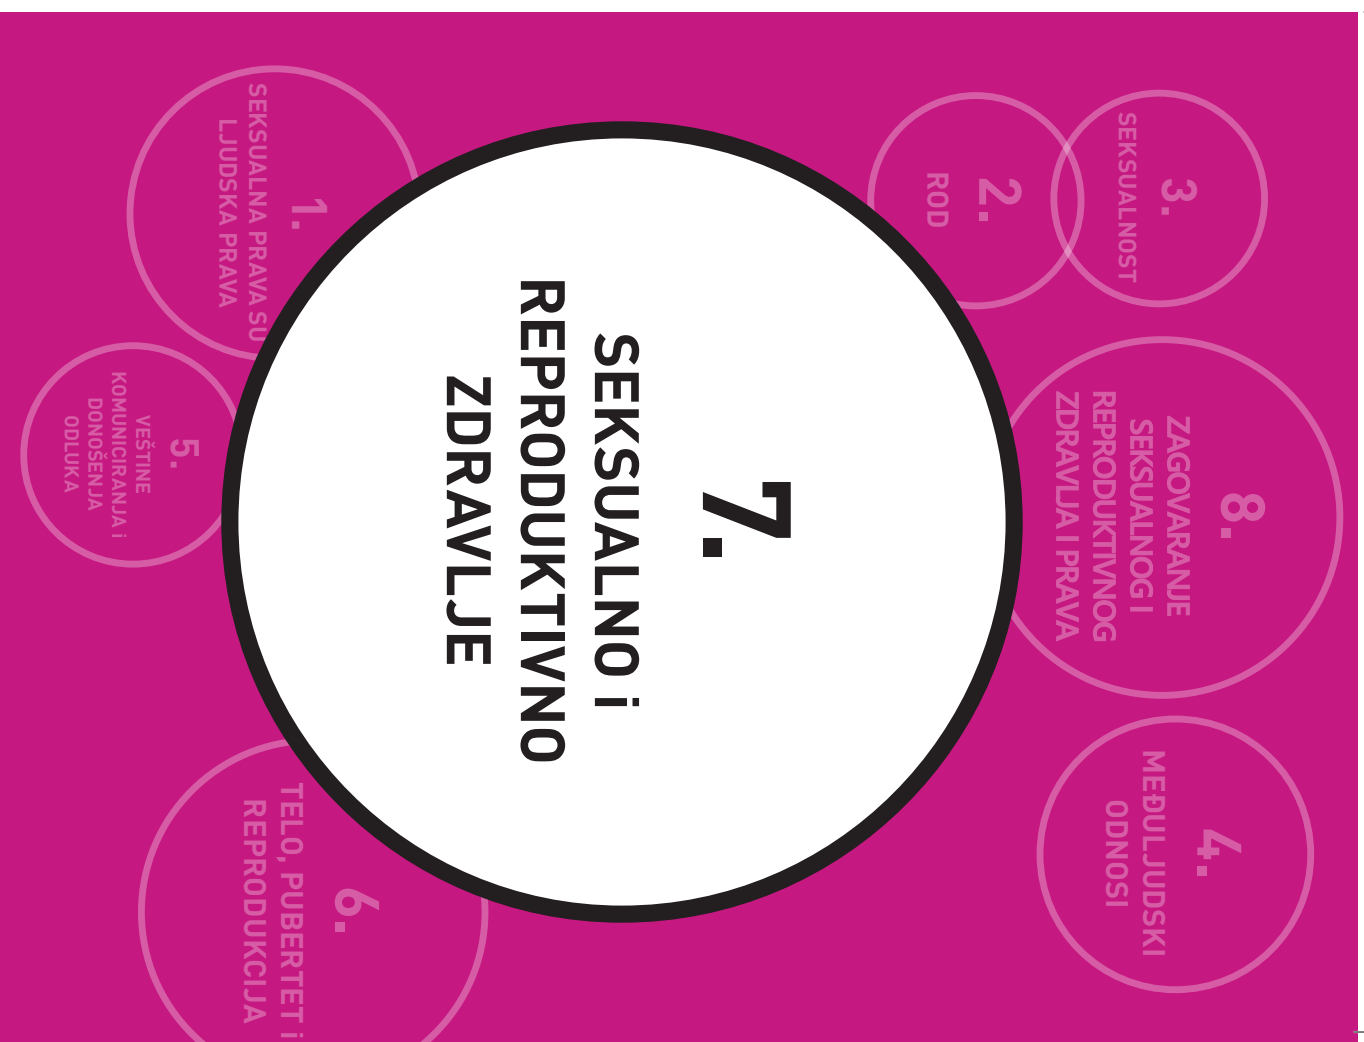 3.
SEKSUALNOST
2.
ROD
1.
SEKSUALNA PRAVA SU
LJUDSKA PRAVA
8.
ZAGOVARANJE
SEKSUALNOG I
REPRODUKTIVNOG
ZDRAVLJA I PRAVA
7.
SEKSUALNO i
REPRODUKTIVNO
ZDRAVLJE
5.
VEŠTINE
KOMUNICIRANJA i
DONOŠENJA
ODLUKA
4.
MEĐULJUDSKI
ODNOSI
6.
TELO, PUBERTET i
REPRODUKCIJA